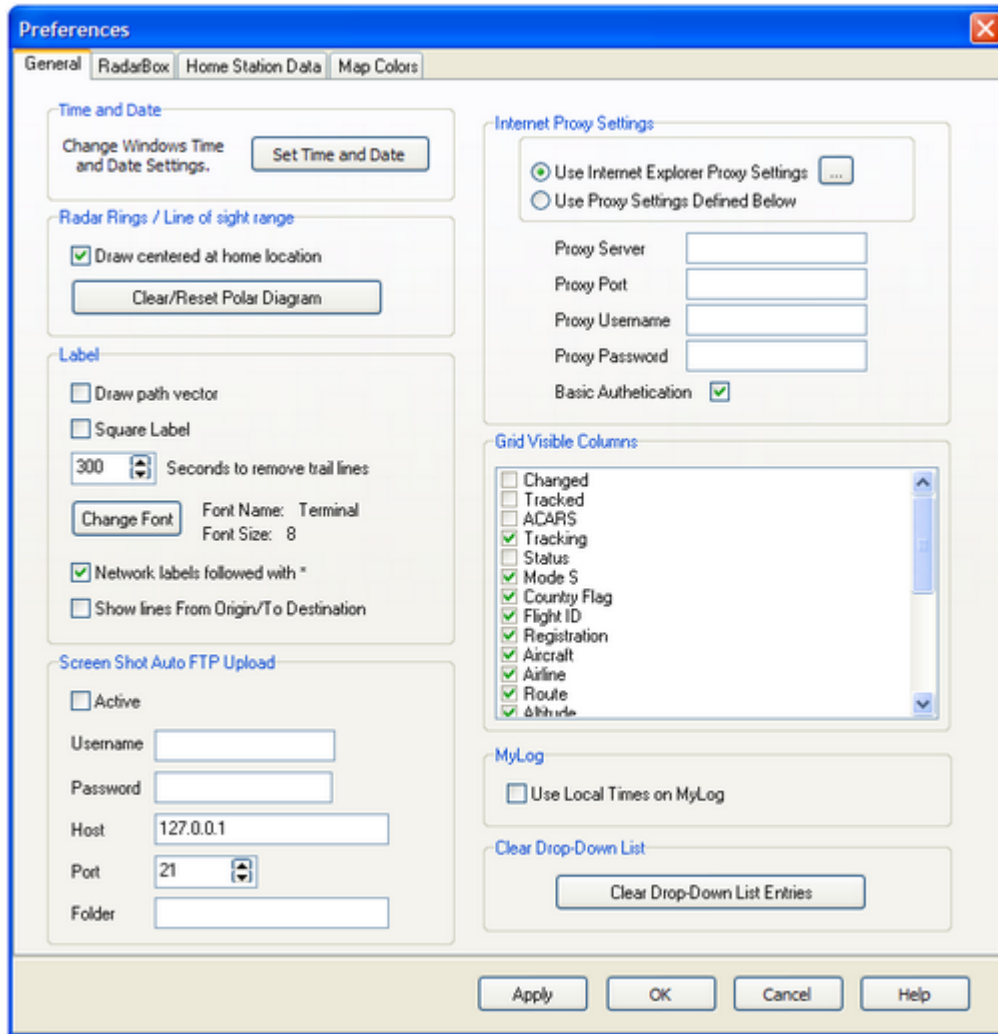 Preferences
General RadarBox Home Station Data Map Colors
Time and Date
Change Windows Time
and Date Settings.
Set Time and Date
Radar Rings / Line of sight range
Draw centered at home location
Clear/Reset Polar Diagram
Label
Draw path vector
Square Label
300 Seconds to remove trail lines
Change Font
Font Name: Terminal
Font Size: 8
Network labels followed with *
Show lines From Origin/To Destination
Screen Shot Auto FTP Upload
Active
Username
Password
Host 127.0.0.1
Port 21
Folder
Internet Proxy Settings
Use Internet Explorer Proxy Settings ...
Use Proxy Settings Defined Below
Proxy Server
Proxy Port
Proxy Username
Proxy Password
Basic Authetication
Grid Visible Columns
Changed
Tracked
ACARS
Tracking
Status
Mode S
Country Flag
Flight ID
Registration
Aircraft
Airline
Route
Altitude
MyLog
Use Local Times on MyLog
Clear Drop-Down List
Clear Drop-Down List Entries
Apply OK Cancel Help